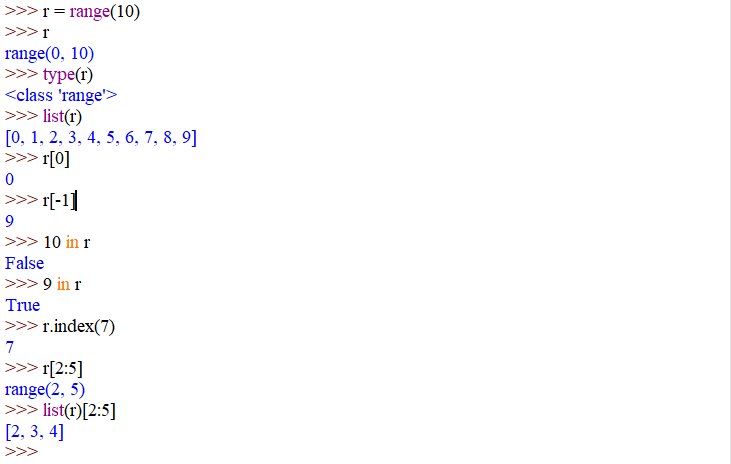 >>> r = range(10)
>>> r
range(0, 10)
>>> type(r)
<class 'range'>
>>> list(r)
[0, 1, 2, 3, 4, 5, 6, 7, 8, 9]
>>> r[0]
0
>>> r[-1]
9
>>> 10 in r
False
>>> 9 in r
True
>>> r.index(7)
7
>>> r[2:5]
range(2, 5)
>>> list(r)[2:5]
[2, 3, 4]
>>>